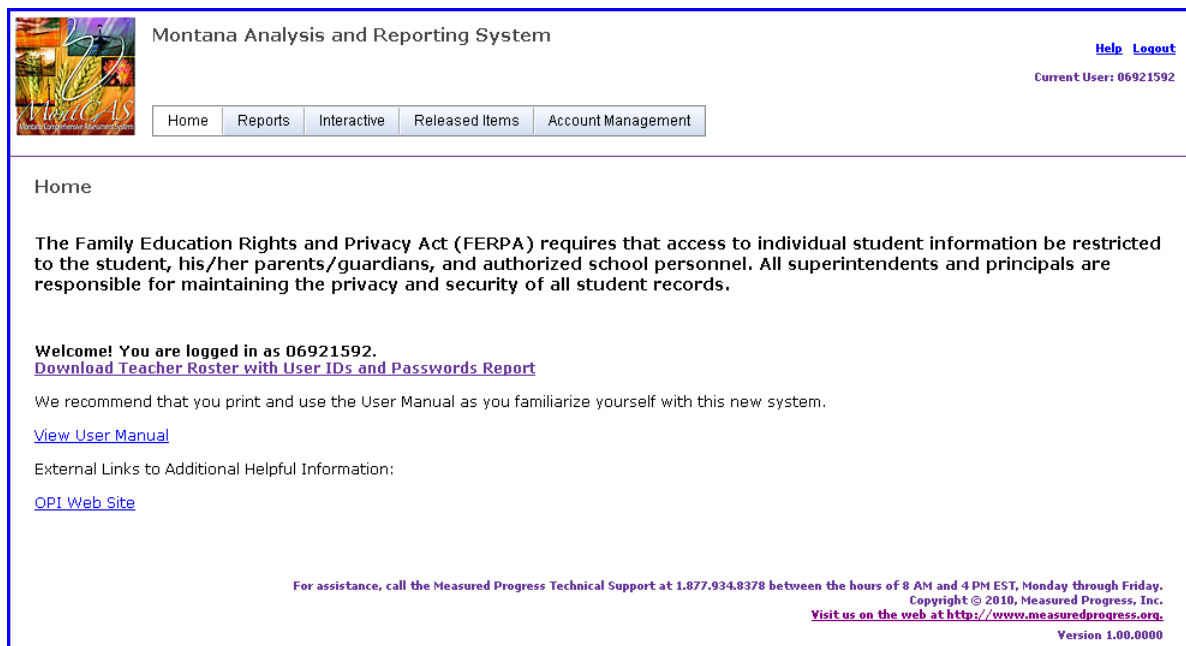 Montana Analysis and Reporting System
Help Logout
Current User: 06921592
MontCAS
Montana Comprehensive Assessment System
Home Reports Interactive Released Items Account Management
Home
The Family Education Rights and Privacy Act (FERPA) requires that access to individual student information be restricted
to the student, his/her parents/guardians, and authorized school personnel. All superintendents and principals are
responsible for maintaining the privacy and security of all student records.
Welcome! You are logged in as 06921592.
Download Teacher Roster with User IDs and Passwords Report
We recommend that you print and use the User Manual as you familiarize yourself with this new system.
View User Manual
External Links to Additional Helpful Information:
OPI Web Site
For assistance, call the Measured Progress Technical Support at 1.877.934.8378 between the hours of 8 AM and 4 PM EST, Monday through Friday.
Copyright © 2010, Measured Progress, Inc.
Visit us on the web at http://www.measuredprogress.org.
Version 1.00.0000